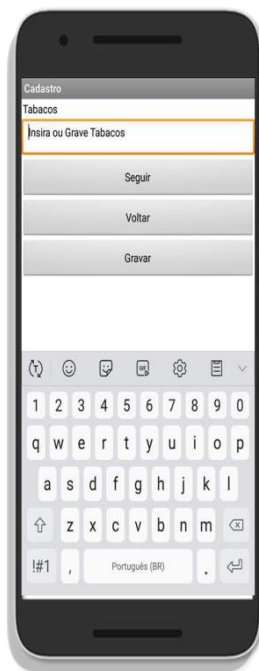 Cadastro
Tabacos
Insira ou Grave Tabacos
Seguir
Voltar
Gravar
(T) GIF
1 2 3 4 5 6 7 8 9 0
q w e r t y u i o p
a s d f g h j k l
z x c v b n m
!#1 , Português (BR) .